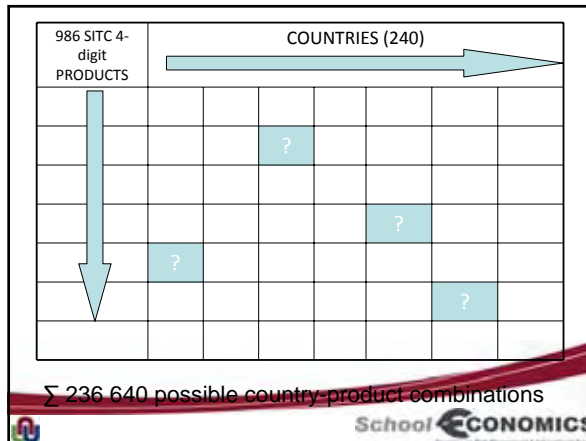 986 SITC 4-
digit
PRODUCTS
COUNTRIES (240)
?
?
?
?
∑ 236 640 possible country-product combinations
School ECONOMICS